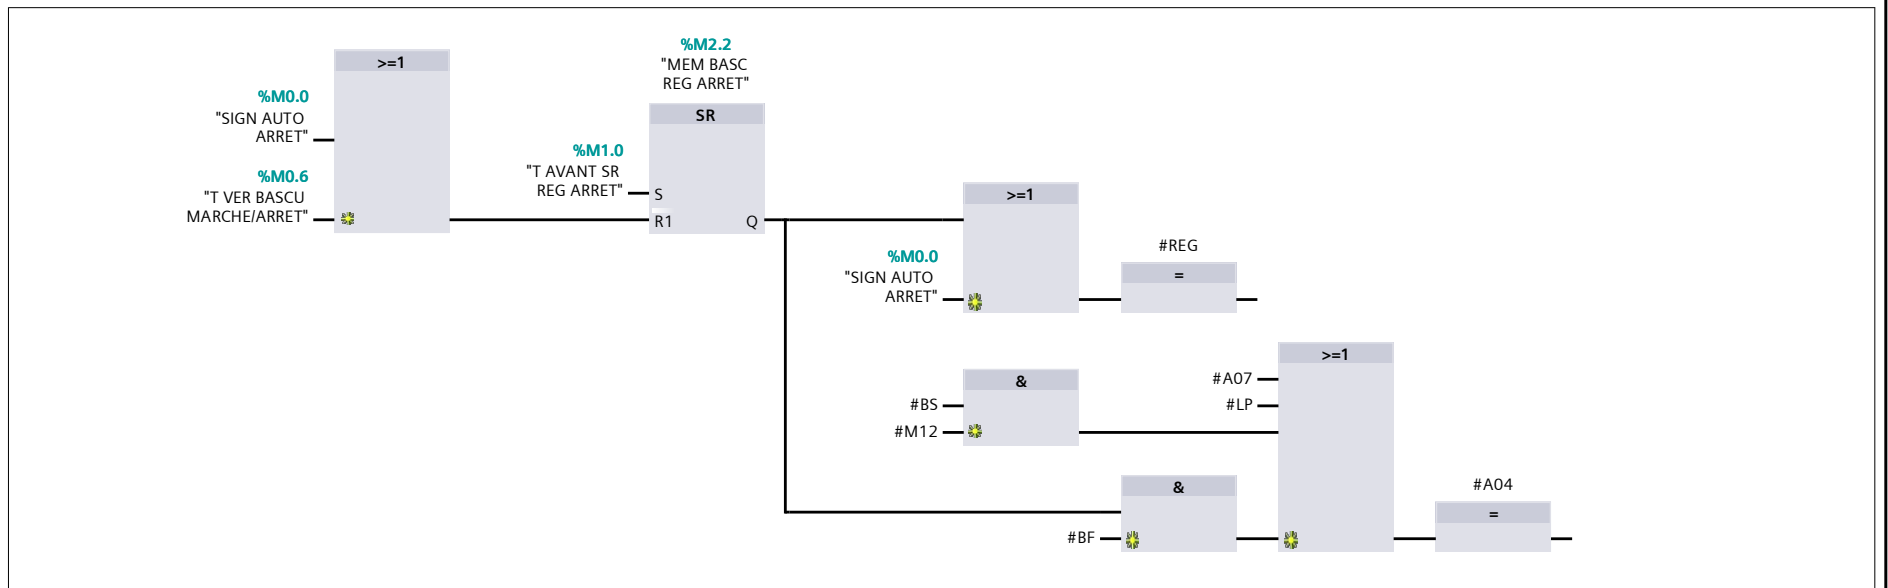 >=1
%M0.0
"SIGN AUTO
ARRET"
%M0.6
"T VER BASCU
MARCHE/ARRET"
%M2.2
"MEM BASC
REG ARRET"
SR
%M1.0
"T AVANT SR
REG ARRET"
S
R1
Q
>=1
%M0.0
"SIGN AUTO
ARRET"
#REG
=
&
#BS
#M12
>=1
#A07
#LP
&
#BF
#A04
=